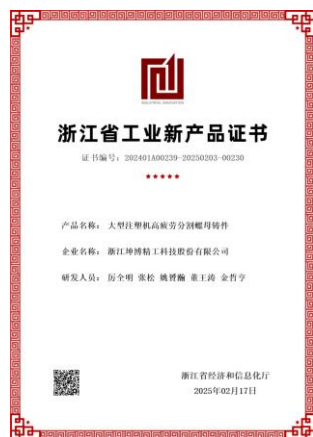 浙江省工业新产品证书
证书编号：202401A00239-20250203-00230
★★★★★
产品名称：大型注塑机高疲劳分割螺母铸件
企业名称：浙江坤博精工科技股份有限公司
研发人员：厉全明 张松 姚赟瀚 董王涛 金哲亨
浙江省经济和信息化厅
2025年02月17日